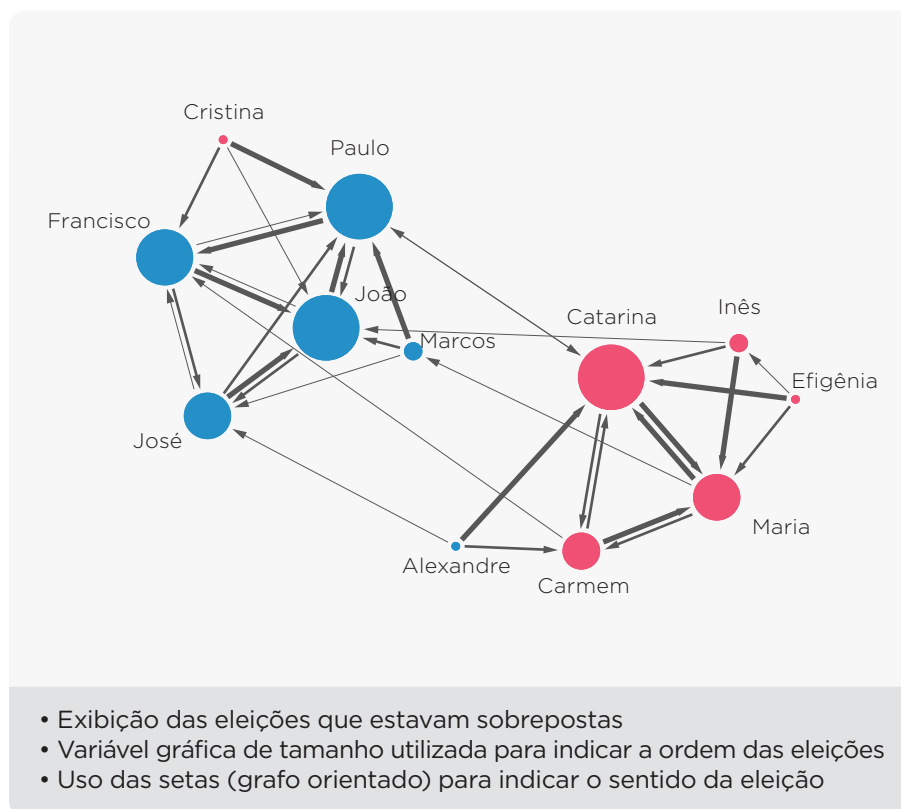 Cristina
Paulo
Francisco
João
Marcos
José
Catarina
Inês
Efigênia
Maria
Alexandre
Carmem
• Exibição das eleições que estavam sobrepostas
• Variável gráfica de tamanho utilizada para indicar a ordem das eleições
• Uso das setas (grafo orientado) para indicar o sentido da eleição